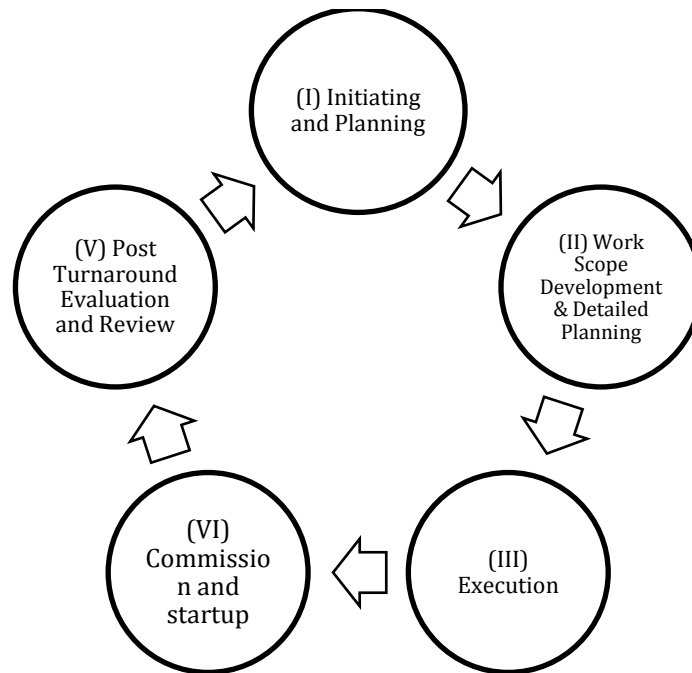 (I) Initiating
and Planning
(II) Work
Scope
Development
& Detailed
Planning
(III)
Execution
(VI)
Commissio
n and
startup
(V) Post
Turnaround
Evaluation
and Review